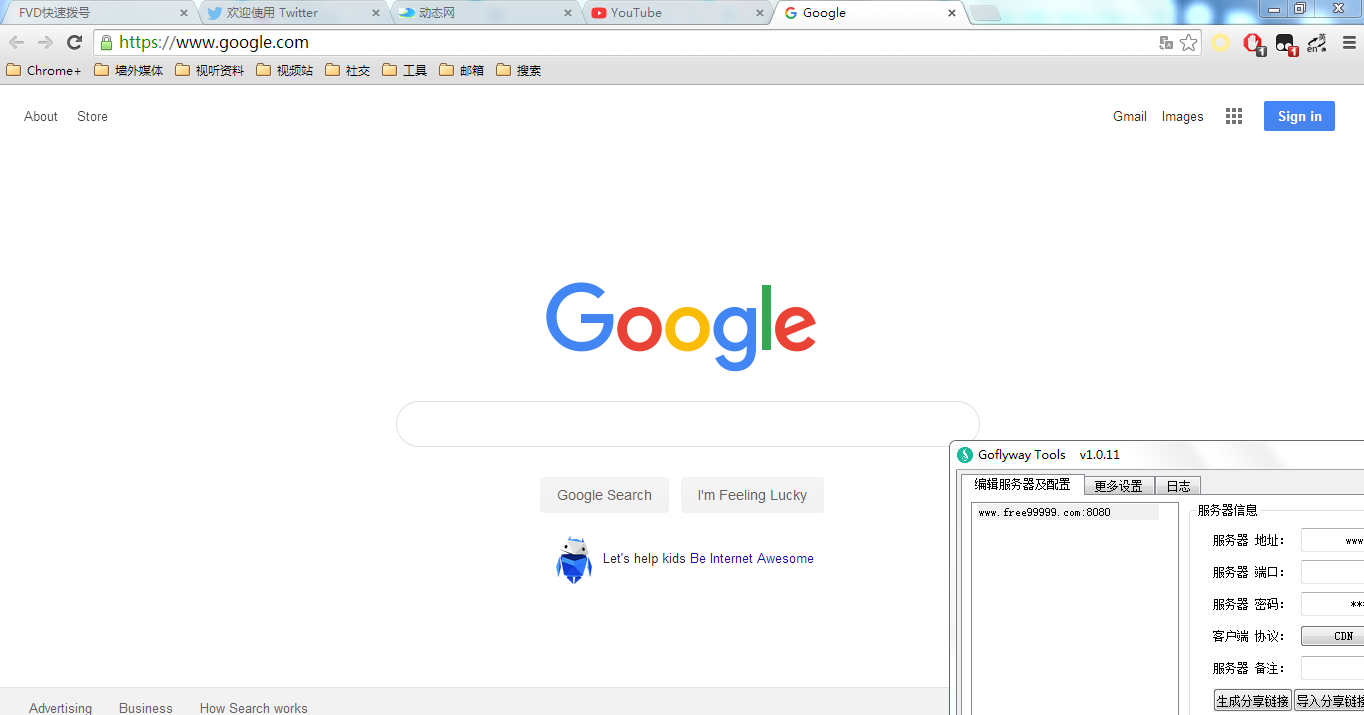 FVD快速拨号
欢迎使用 Twitter
动态网
YouTube
Google
https://www.google.com
1
1
英
en
Chrome+
墙外媒体
视听资料
视频站
社交
工具
邮箱
搜索
About
Store
Gmail
Images
Sign in
Google
Google Search
I'm Feeling Lucky
Let's help kids Be Internet Awesome
Goflyway Tools v1.0.11
编辑服务器及配置
更多设置
日志
www.free99999.com:8080
服务器信息
服务器 地址:
www
服务器 端口:
服务器 密码:
**
客户端 协议:
CDN
服务器 备注:
生成分享链接
导入分享链接
Advertising
Business
How Search works